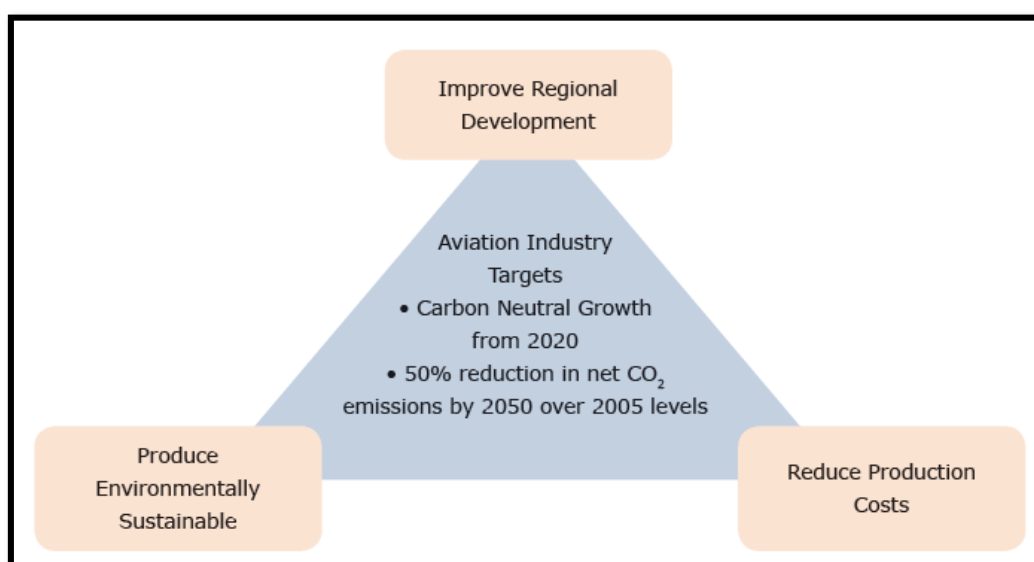 Improve Regional
Development
Aviation Industry
Targets
• Carbon Neutral Growth
from 2020
• 50% reduction in net CO₂
emissions by 2050 over 2005 levels
Produce
Environmentally
Sustainable
Reduce Production
Costs